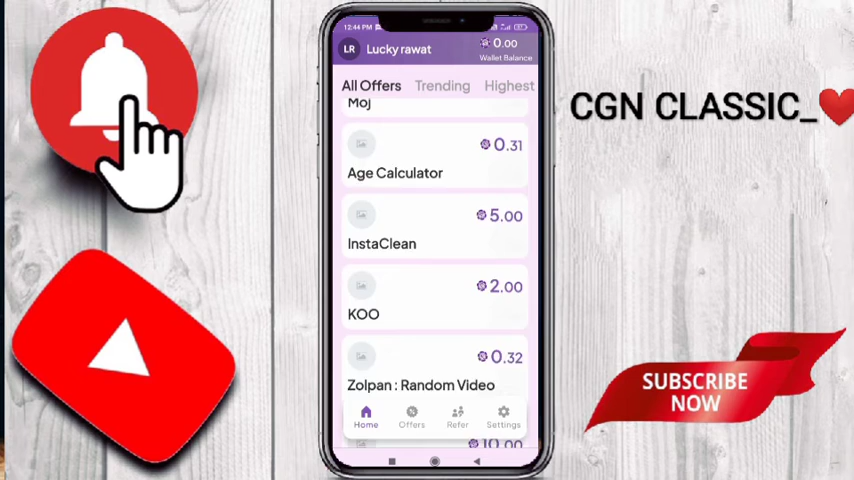 12:44 PM
LR
Lucky rawat
0.00
Wallet Balance
All Offers
Trending
Highest
Moj
0.31
Age Calculator
5.00
InstaClean
2.00
KOO
0.32
Zolpan : Random Video
Home
Offers
Refer
Settings
10.00
CGN CLASSIC_❤️
SUBSCRIBE
NOW